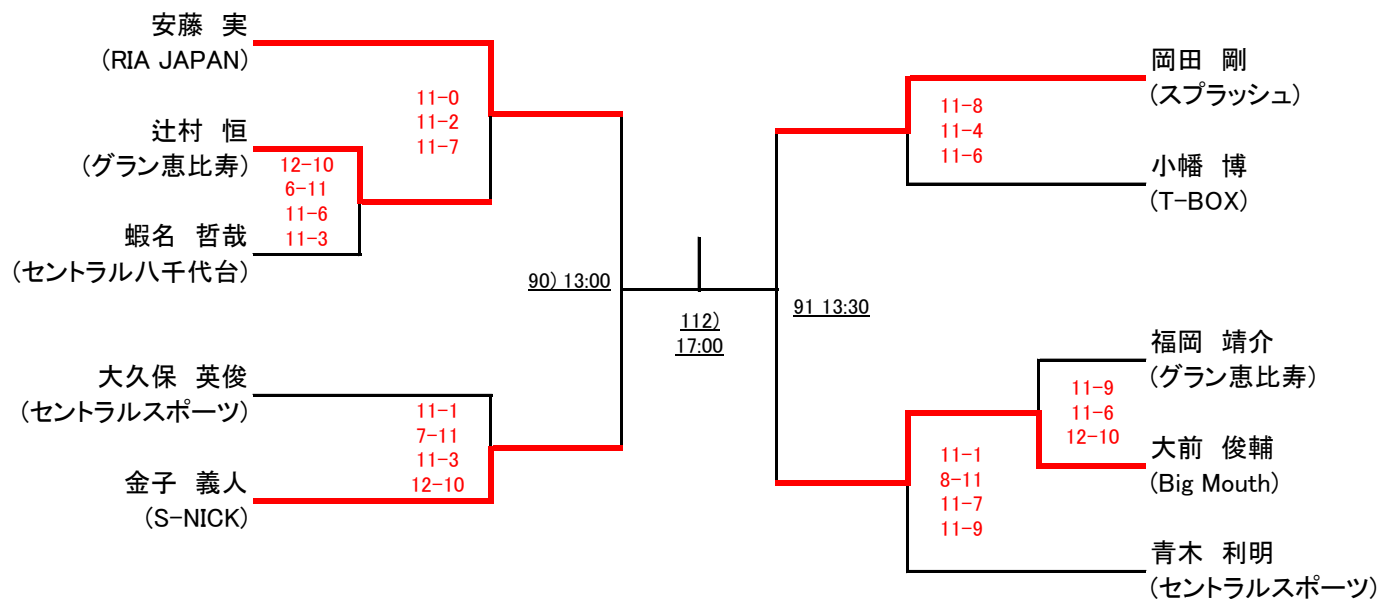 安藤　実
(RIA JAPAN)
11-0
11-2
11-7
辻村　恒
(グラン恵比寿)
12-10
6-11
11-6
11-3
蝦名　哲哉
(セントラル八千代台)
90) 13:00
大久保　英俊
(セントラルスポーツ)
11-1
7-11
11-3
12-10
金子　義人
(S-NICK)
112)
17:00
岡田　剛
(スプラッシュ)
11-8
11-4
11-6
小幡　博
(T-BOX)
91 13:30
福岡　靖介
(グラン恵比寿)
11-9
11-6
12-10
大前　俊輔
(Big Mouth)
11-1
8-11
11-7
11-9
青木　利明
(セントラルスポーツ)